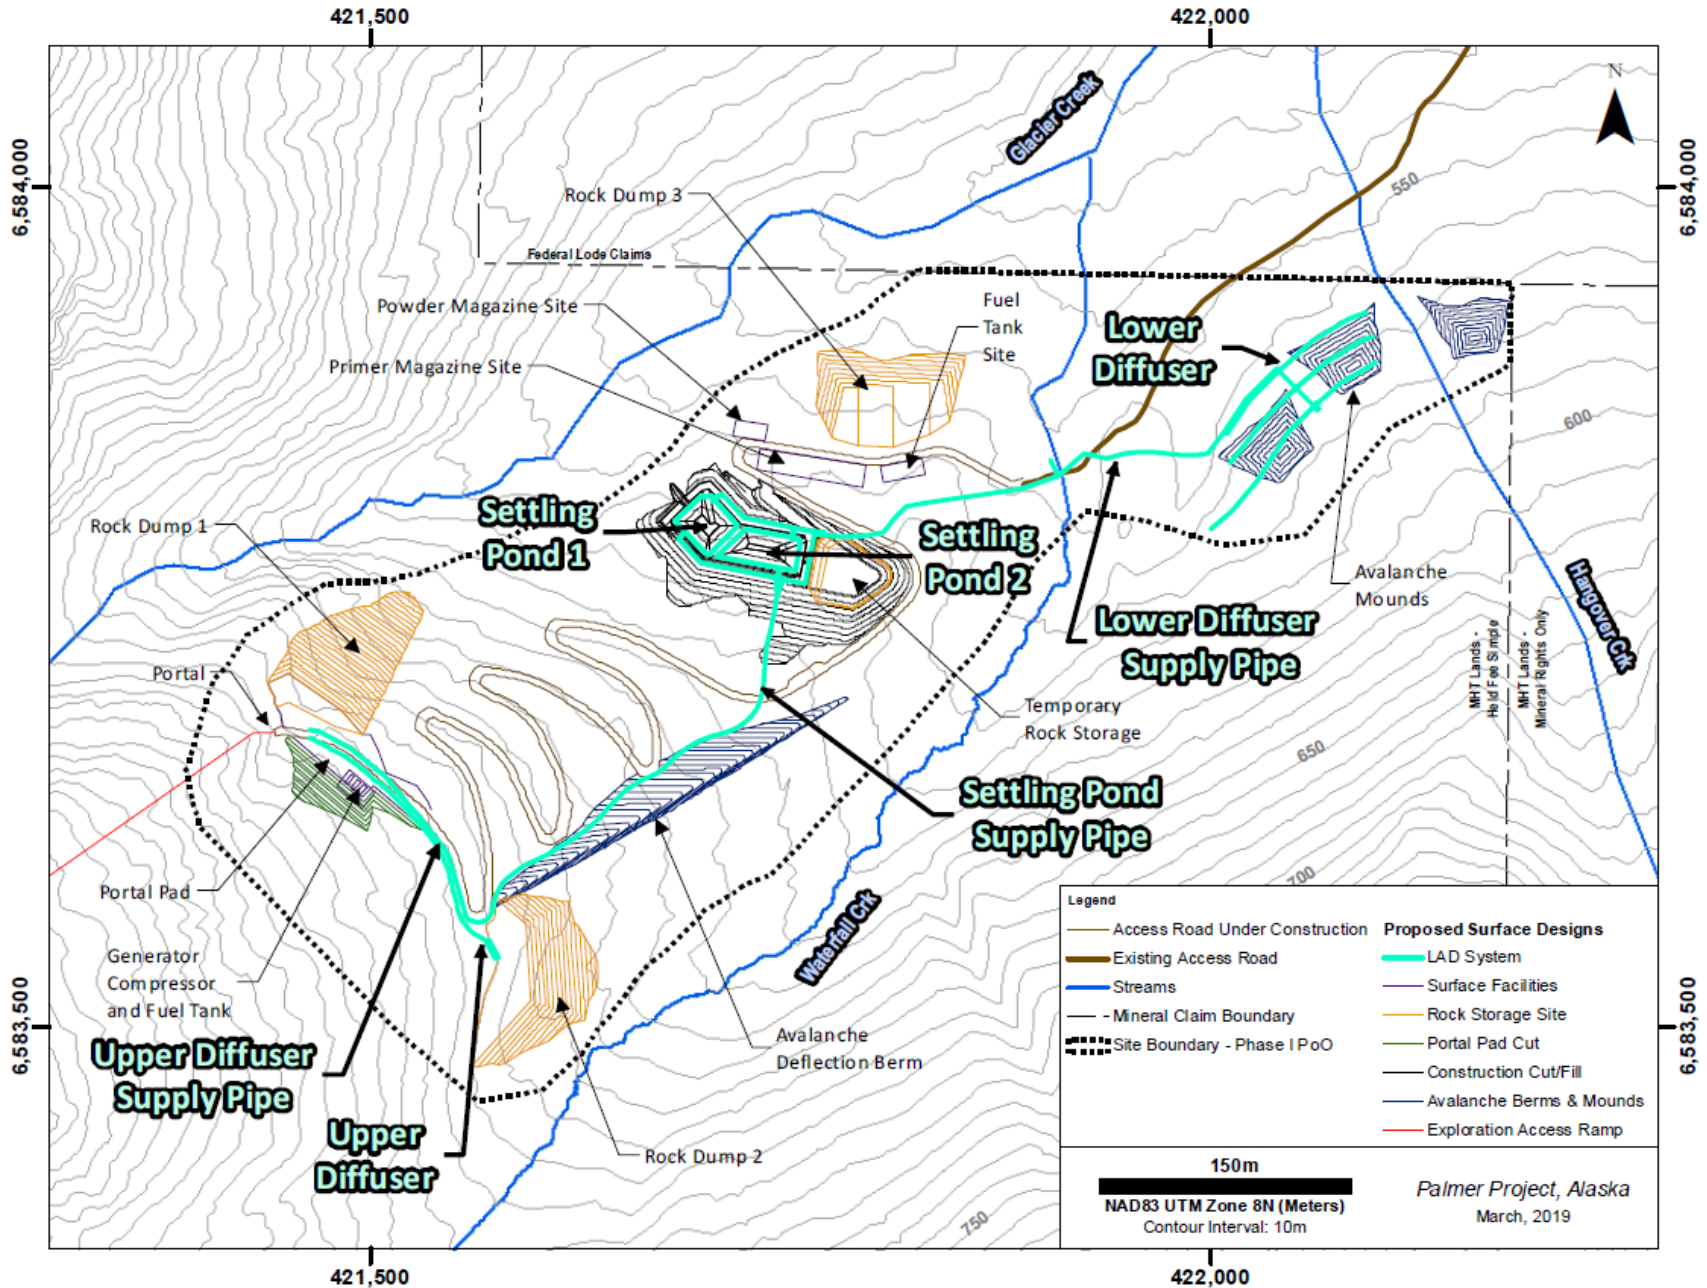 421,500
422,000
6,584,000
6,584,000
N
Glacier Creek
550
Rock Dump 3
Federal Lode Claims
Powder Magazine Site
Fuel
Tank
Site
Lower
Diffuser
Primer Magazine Site
600
Settling
Pond 1
Rock Dump 1
Settling
Pond 2
Avalanche
Mounds
Hangover Crk
Lower Diffuser
Supply Pipe
MHT Lands -
Held Fee Simple
MHT Lands -
Mineral Rights Only
Portal
Temporary
Rock Storage
650
Settling Pond
Supply Pipe
Portal Pad
700
Waterfall Crk
Generator
Compressor
and Fuel Tank
Upper Diffuser
Supply Pipe
Avalanche
Deflection Berm
Upper
Diffuser
Rock Dump 2
750
6,583,500
6,583,500
Legend
Access Road Under Construction
Existing Access Road
Streams
Mineral Claim Boundary
Site Boundary - Phase I PoO
Proposed Surface Designs
LAD System
Surface Facilities
Rock Storage Site
Portal Pad Cut
Construction Cut/Fill
Avalanche Berms & Mounds
Exploration Access Ramp
150m
NAD83 UTM Zone 8N (Meters)
Contour Interval: 10m
Palmer Project, Alaska
March, 2019
421,500
422,000